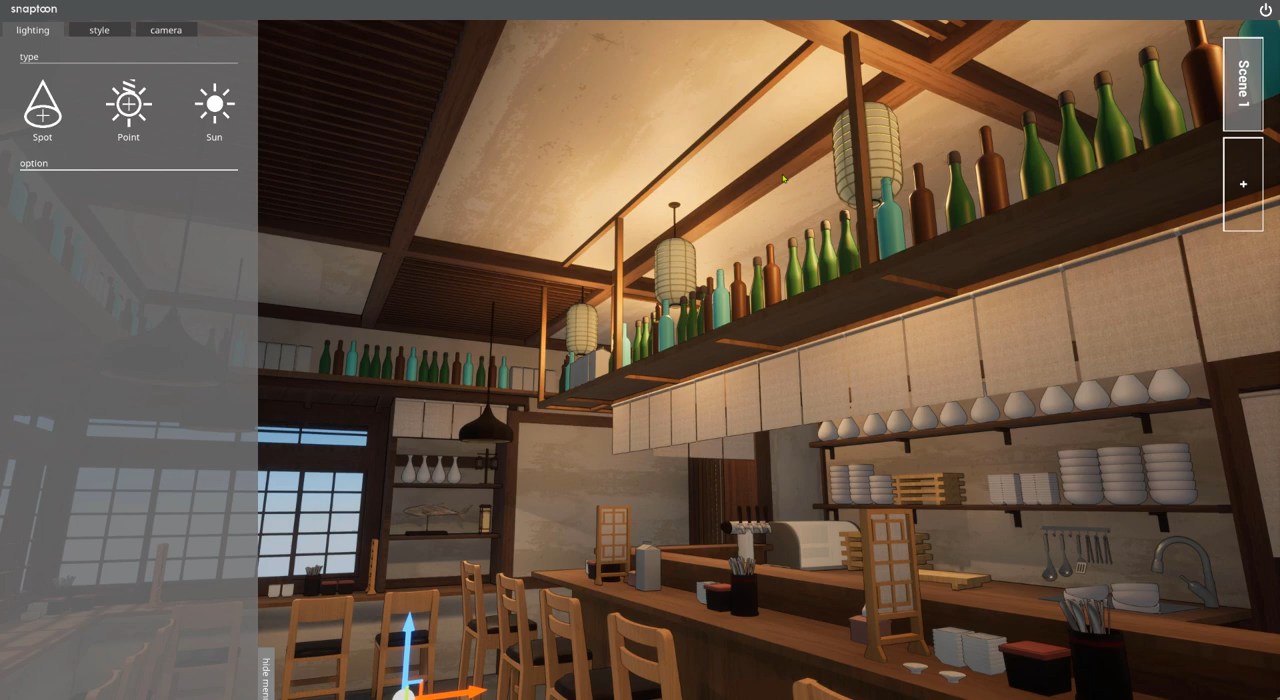 snaptoon
lighting
style
camera
type
Spot
Point
Sun
option
Scene 1
+
hide menu